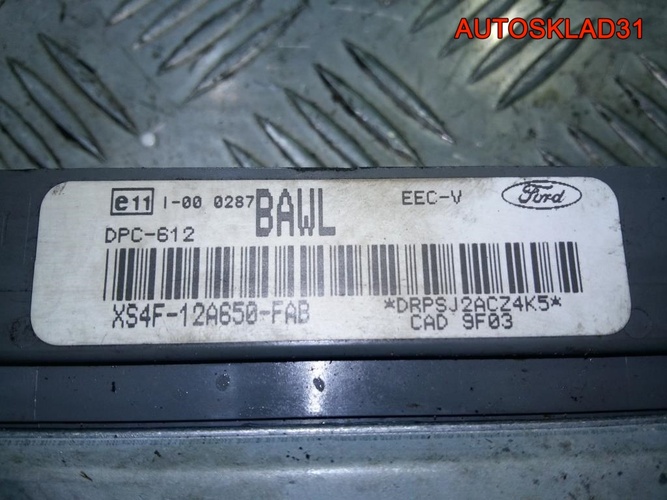 AUTOSKLAD31
e11 I-00 0287 BAWL EEC-V Ford
DPC-612
XS4F-12A650-FAB *DRPSJ2ACZ4K5*
CAD 9F03